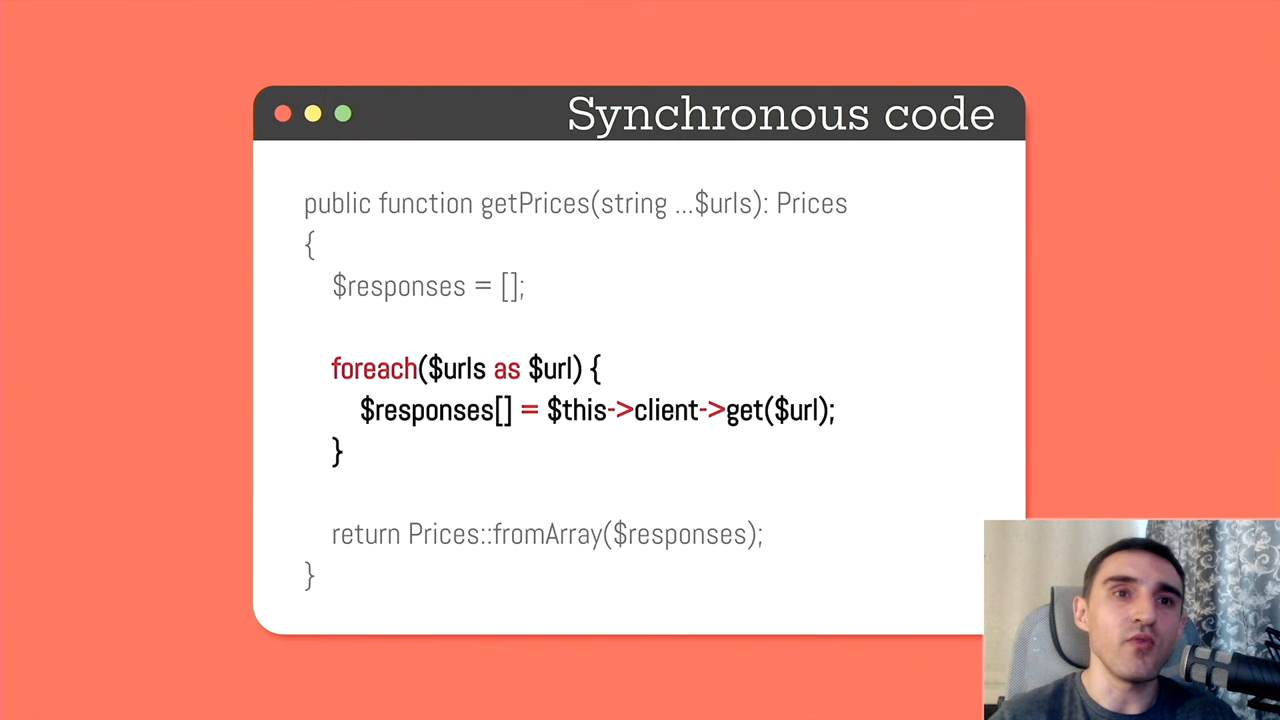 Synchronous code
public function getPrices(string ...$urls): Prices
{
$responses = [];
foreach($urls as $url) {
$responses[] = $this->client->get($url);
}
return Prices::fromArray($responses);
}